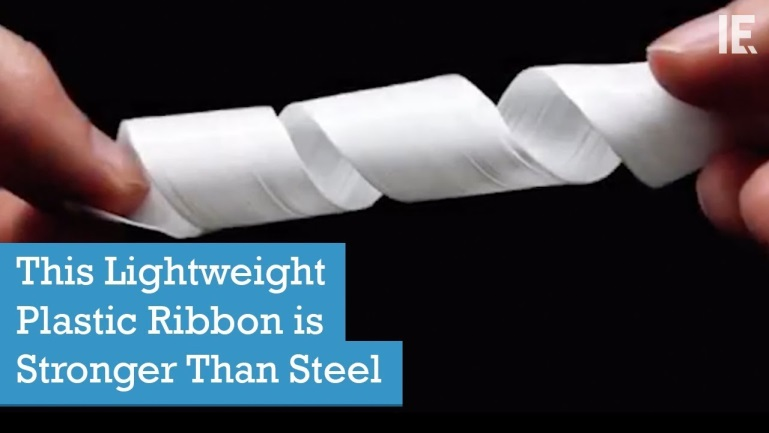 IE
This Lightweight
Plastic Ribbon is
Stronger Than Steel